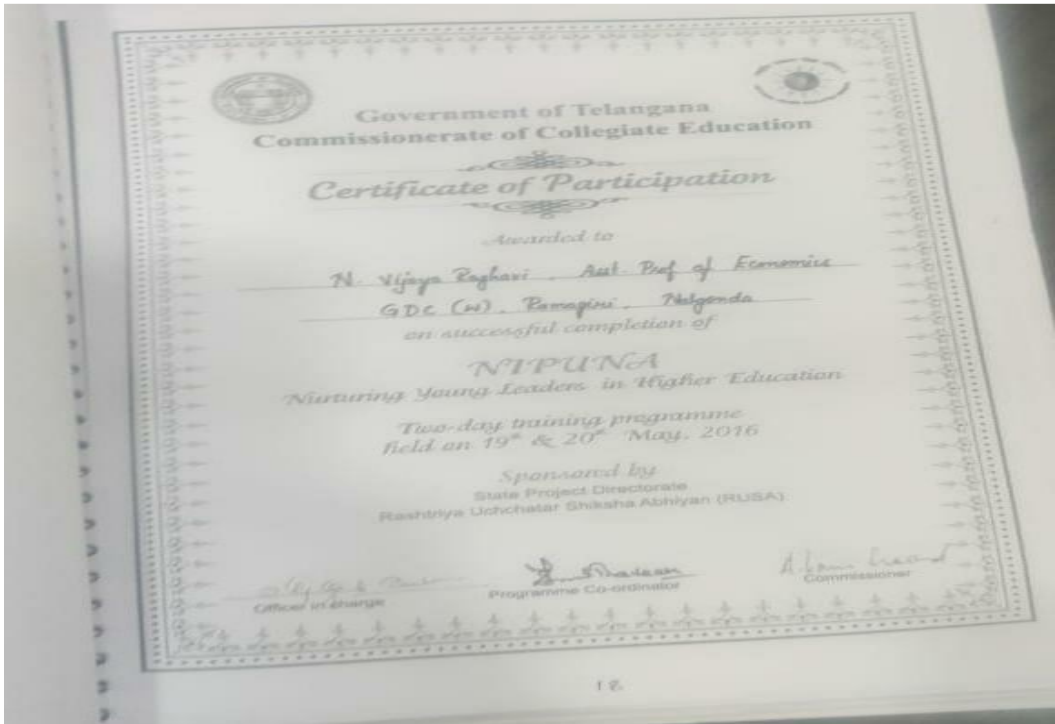 Government of Telangana
Commissionerate of Collegiate Education
Certificate of Participation
Awarded to
N. Vijaya Raghavi, Asst. Prof of Economics
GDC (W), Ramagiri, Nalgonda
on successful completion of
NIPUNA
Nurturing Young Leaders in Higher Education
Two-day training programme
held on 19th & 20th May, 2016
Sponsored by
State Project Directorate
Rashtriya Uchchatar Shiksha Abhiyan (RUSA)
Officer in charge
Programme Co-ordinator
Commissioner
18